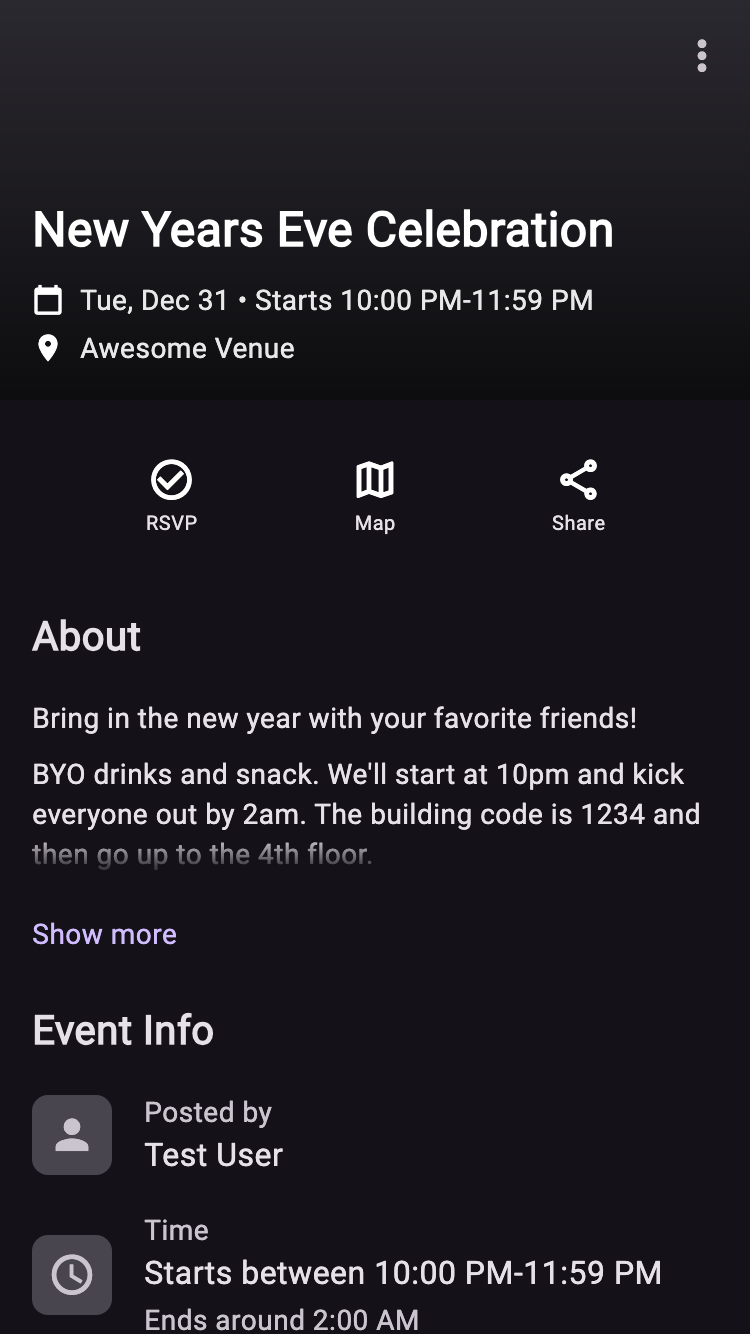 New Years Eve Celebration
Tue, Dec 31 • Starts 10:00 PM-11:59 PM
Awesome Venue
RSVP
Map
Share
About
Bring in the new year with your favorite friends!
BYO drinks and snack. We'll start at 10pm and kick
everyone out by 2am. The building code is 1234 and
then go up to the 4th floor.
Show more
Event Info
Posted by
Test User
Time
Starts between 10:00 PM-11:59 PM
Ends around 2:00 AM